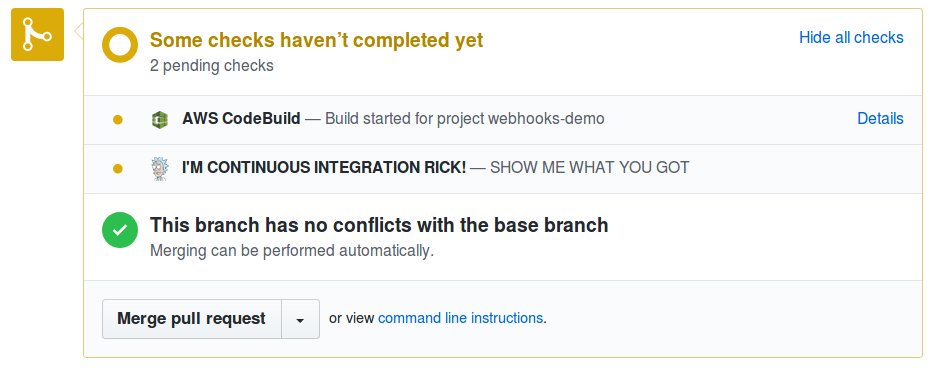 Some checks haven’t completed yet
Hide all checks
2 pending checks
AWS CodeBuild — Build started for project webhooks-demo
Details
I'M CONTINUOUS INTEGRATION RICK! — SHOW ME WHAT YOU GOT
This branch has no conflicts with the base branch
Merging can be performed automatically.
Merge pull request
or view command line instructions.